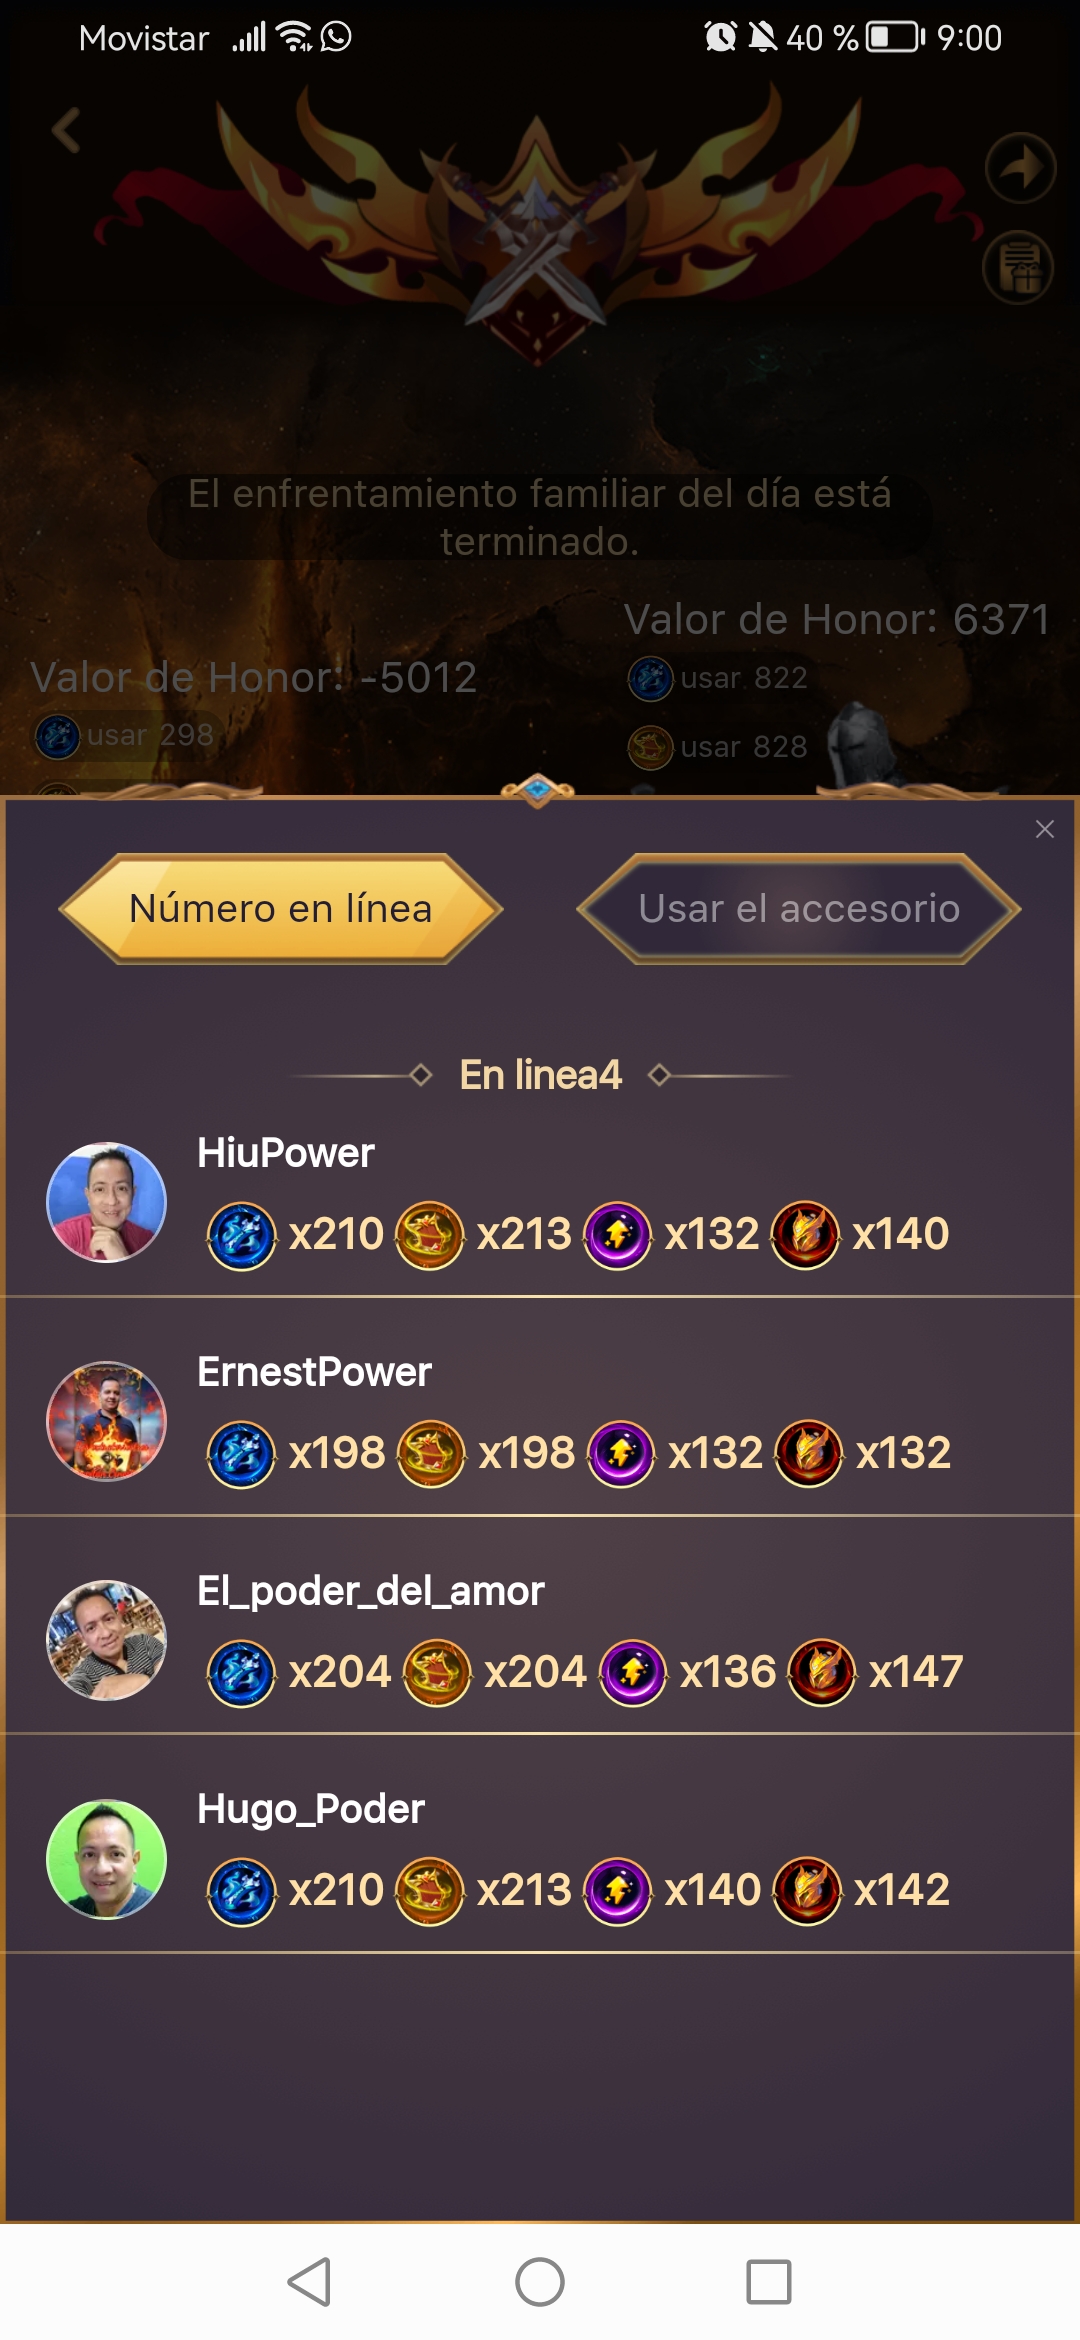 Movistar 40 % 9:00
El enfrentamiento familiar del día está
terminado.
Valor de Honor: 6371
Valor de Honor: -5012
usar 822
usar 298
usar 828
Número en línea
Usar el accesorio
En linea4
HiuPower
x210 x213 x132 x140
ErnestPower
x198 x198 x132 x132
El_poder_del_amor
x204 x204 x136 x147
Hugo_Poder
x210 x213 x140 x142